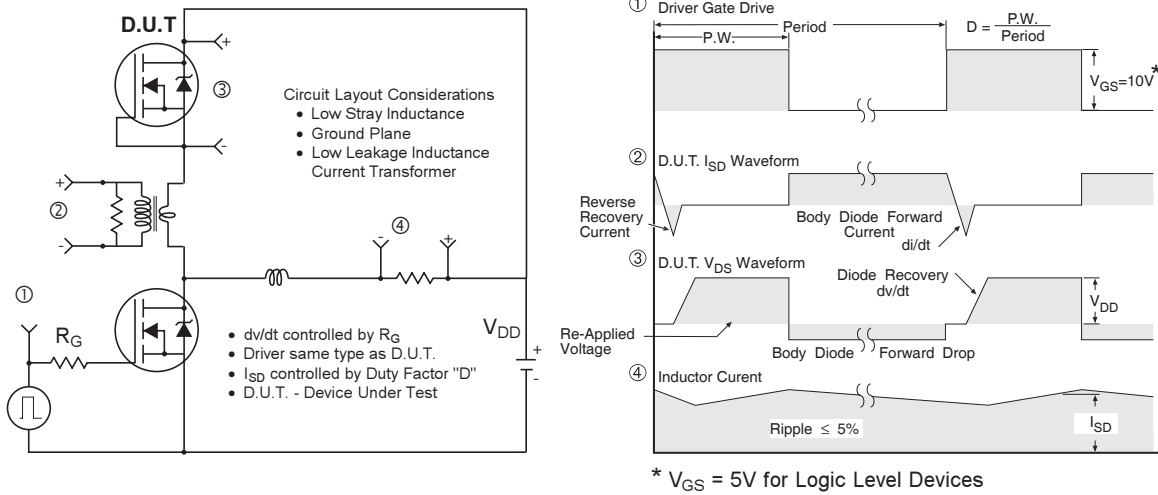 D.U.T
+
③
-
Circuit Layout Considerations
• Low Stray Inductance
• Ground Plane
• Low Leakage Inductance
Current Transformer
+
②
-
④
-
+
①
R_G
V_DD
+
-
• dv/dt controlled by R_G
• Driver same type as D.U.T.
• I_SD controlled by Duty Factor "D"
• D.U.T. - Device Under Test
① Driver Gate Drive
P.W.
Period
D = P.W. / Period
V_GS=10V*
② D.U.T. I_SD Waveform
Reverse
Recovery
Current
Body Diode Forward
Current
di/dt
③ D.U.T. V_DS Waveform
Diode Recovery
dv/dt
V_DD
Re-Applied
Voltage
Body Diode Forward Drop
④ Inductor Curent
Ripple ≤ 5%
I_SD
* V_GS = 5V for Logic Level Devices